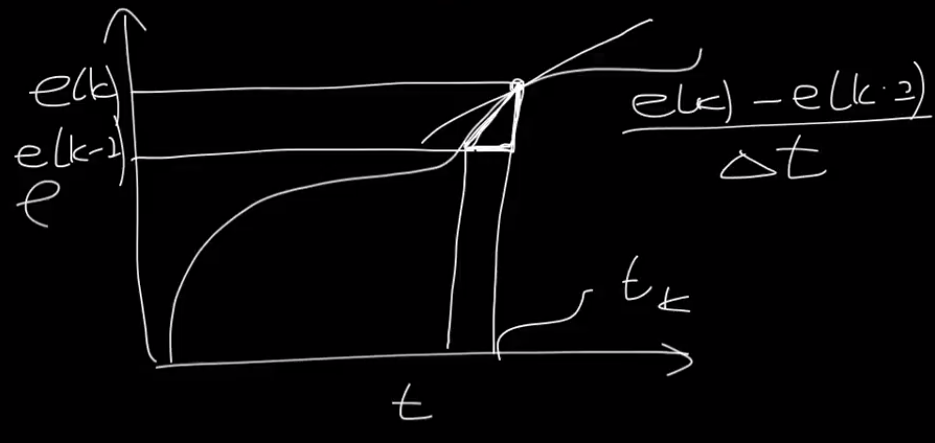 e(k)
e(k-1)
e
e(k) - e(k-1)
Δt
t_k
t